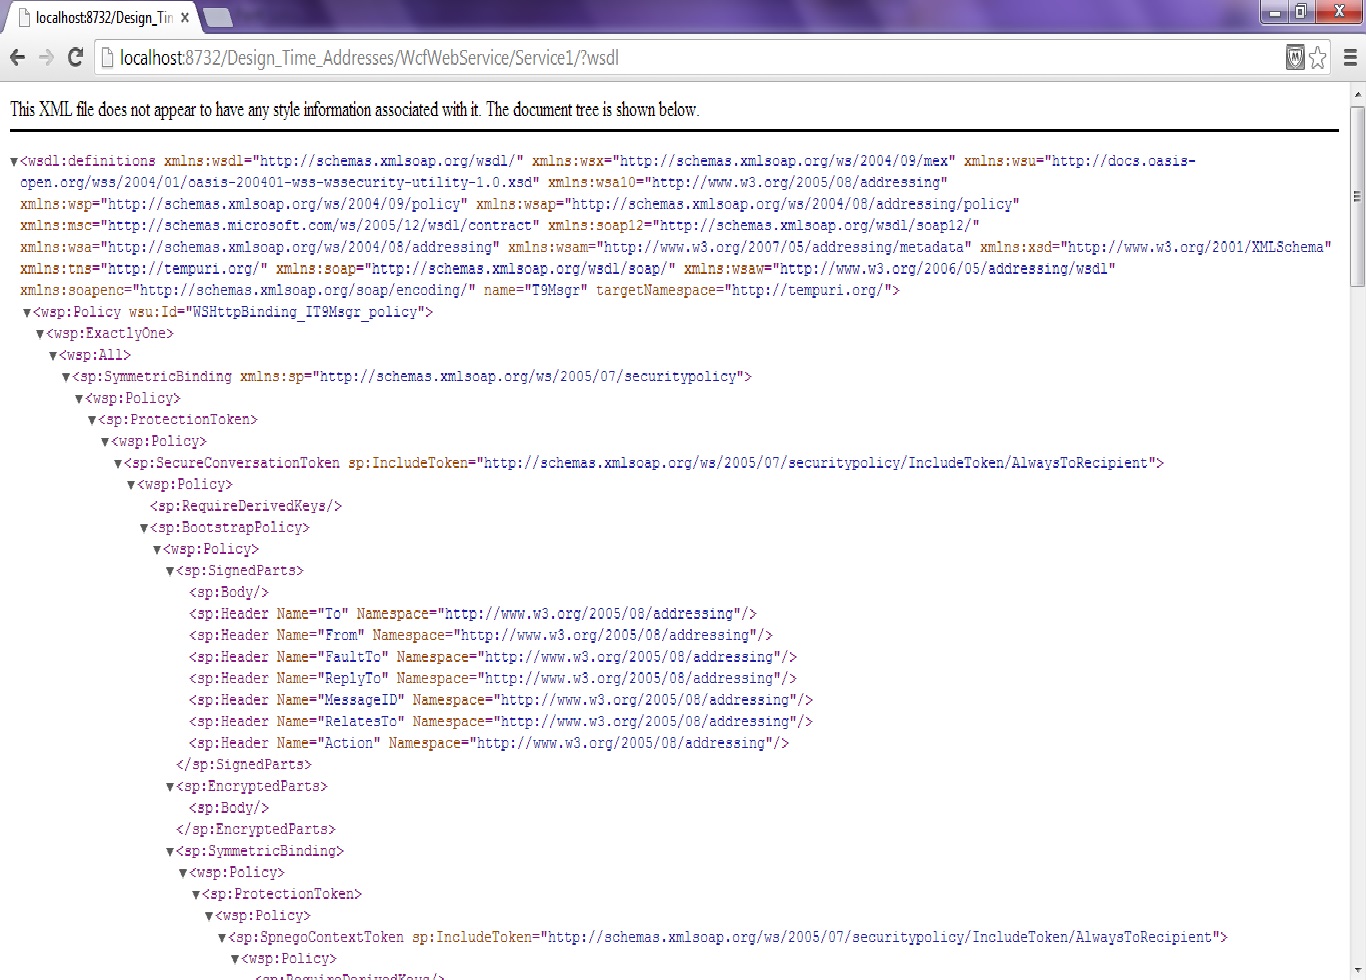 localhost:8732/Design_Tin
localhost:8732/Design_Time_Addresses/WcfWebService/Service1/?wsdl
This XML file does not appear to have any style information associated with it. The document tree is shown below.
▼<wsdl:definitions xmlns:wsdl="http://schemas.xmlsoap.org/wsdl/" xmlns:wsx="http://schemas.xmlsoap.org/ws/2004/09/mex" xmlns:wsu="http://docs.oasis-
open.org/wss/2004/01/oasis-200401-wss-wssecurity-utility-1.0.xsd" xmlns:wsa10="http://www.w3.org/2005/08/addressing"
xmlns:wsp="http://schemas.xmlsoap.org/ws/2004/09/policy" xmlns:wsap="http://schemas.xmlsoap.org/ws/2004/08/addressing/policy"
xmlns:msc="http://schemas.microsoft.com/ws/2005/12/wsdl/contract" xmlns:soap12="http://schemas.xmlsoap.org/wsdl/soap12/"
xmlns:wsa="http://schemas.xmlsoap.org/ws/2004/08/addressing" xmlns:wsam="http://www.w3.org/2007/05/addressing/metadata" xmlns:xsd="http://www.w3.org/2001/XMLSchema"
xmlns:tns="http://tempuri.org/" xmlns:soap="http://schemas.xmlsoap.org/wsdl/soap/" xmlns:wsaw="http://www.w3.org/2006/05/addressing/wsdl"
xmlns:soapenc="http://schemas.xmlsoap.org/soap/encoding/" name="T9Msgr" targetNamespace="http://tempuri.org/">
▼<wsp:Policy wsu:Id="WSHttpBinding_IT9Msgr_policy">
▼<wsp:ExactlyOne>
▼<wsp:All>
▼<sp:SymmetricBinding xmlns:sp="http://schemas.xmlsoap.org/ws/2005/07/securitypolicy">
▼<wsp:Policy>
▼<sp:ProtectionToken>
▼<wsp:Policy>
▼<sp:SecureConversationToken sp:IncludeToken="http://schemas.xmlsoap.org/ws/2005/07/securitypolicy/IncludeToken/AlwaysToRecipient">
▼<wsp:Policy>
<sp:RequireDerivedKeys/>
▼<sp:BootstrapPolicy>
▼<wsp:Policy>
▼<sp:SignedParts>
<sp:Body/>
<sp:Header Name="To" Namespace="http://www.w3.org/2005/08/addressing"/>
<sp:Header Name="From" Namespace="http://www.w3.org/2005/08/addressing"/>
<sp:Header Name="FaultTo" Namespace="http://www.w3.org/2005/08/addressing"/>
<sp:Header Name="ReplyTo" Namespace="http://www.w3.org/2005/08/addressing"/>
<sp:Header Name="MessageID" Namespace="http://www.w3.org/2005/08/addressing"/>
<sp:Header Name="RelatesTo" Namespace="http://www.w3.org/2005/08/addressing"/>
<sp:Header Name="Action" Namespace="http://www.w3.org/2005/08/addressing"/>
</sp:SignedParts>
▼<sp:EncryptedParts>
<sp:Body/>
</sp:EncryptedParts>
▼<sp:SymmetricBinding>
▼<wsp:Policy>
▼<sp:ProtectionToken>
▼<wsp:Policy>
▼<sp:SpnegoContextToken sp:IncludeToken="http://schemas.xmlsoap.org/ws/2005/07/securitypolicy/IncludeToken/AlwaysToRecipient">
▼<wsp:Policy>
<sp:RequireDerivedKeys/>